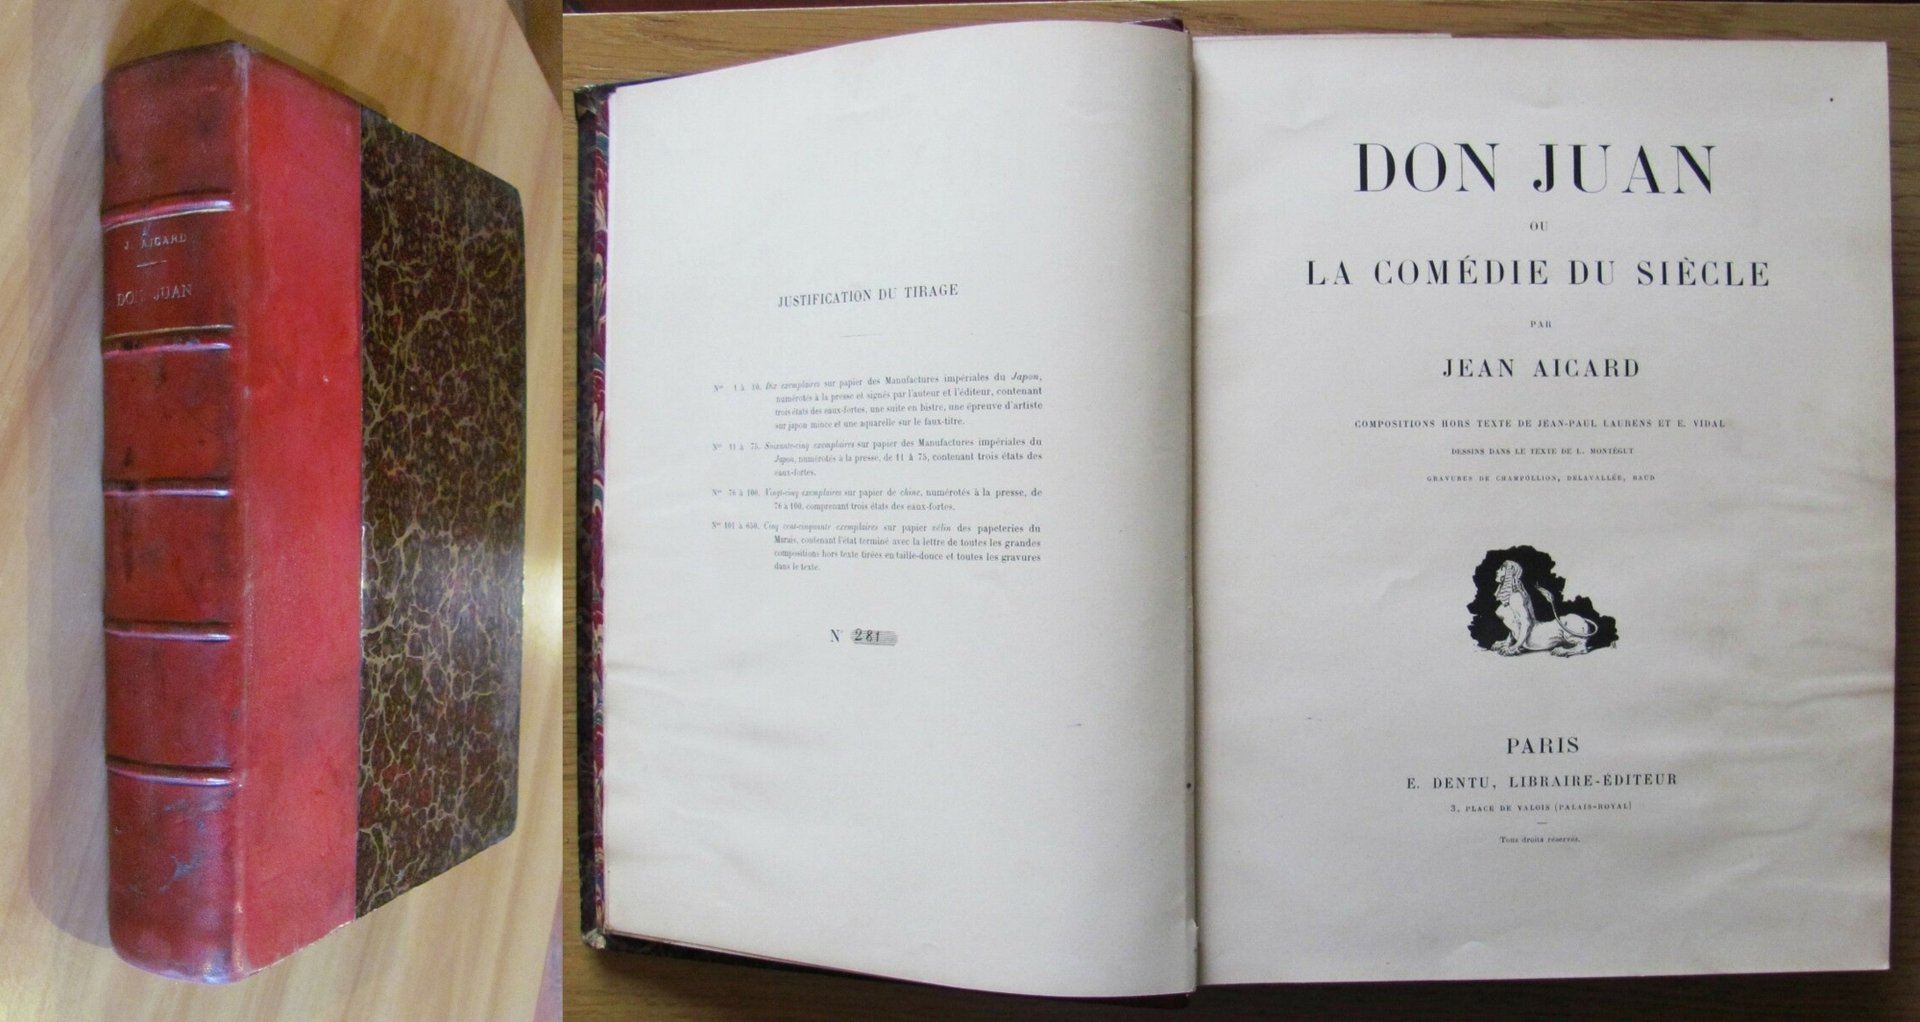 J. AICARD
DON JUAN
JUSTIFICATION DU TIRAGE
Nos 1 à 10. Dix exemplaires sur papier des Manufactures impériales du Japon,
numérotés à la presse et signés par l'auteur et l'éditeur, contenant
trois états des eaux-fortes, une suite en bistre, une épreuve d'artiste
sur japon mince et une aquarelle sur le faux-titre.
Nos 11 à 75. Soixante-cinq exemplaires sur papier des Manufactures impériales du
Japon, numérotés à la presse, de 11 à 75, contenant trois états des
eaux-fortes.
Nos 76 à 100. Vingt-cinq exemplaires sur papier de chine, numérotés à la presse, de
76 à 100, comprenant trois états des eaux-fortes.
Nos 101 à 650. Cinq cent-cinquante exemplaires sur papier vélin des papeteries du
Marais, contenant l'état terminé avec la lettre de toutes les grandes
compositions hors texte tirées en taille-douce et toutes les gravures
dans le texte.
No 281
DON JUAN
OU
LA COMÉDIE DU SIÈCLE
PAR
JEAN AICARD
COMPOSITIONS HORS TEXTE DE JEAN-PAUL LAURENS ET E. VIDAL
DESSINS DANS LE TEXTE DE L. MONTÉGUT
GRAVURES DE CHAMPOLLION, DELAVALLÉE, BAUD
PARIS
E. DENTU, LIBRAIRE-ÉDITEUR
3, PLACE DE VALOIS (PALAIS-ROYAL)
Tous droits réservés.